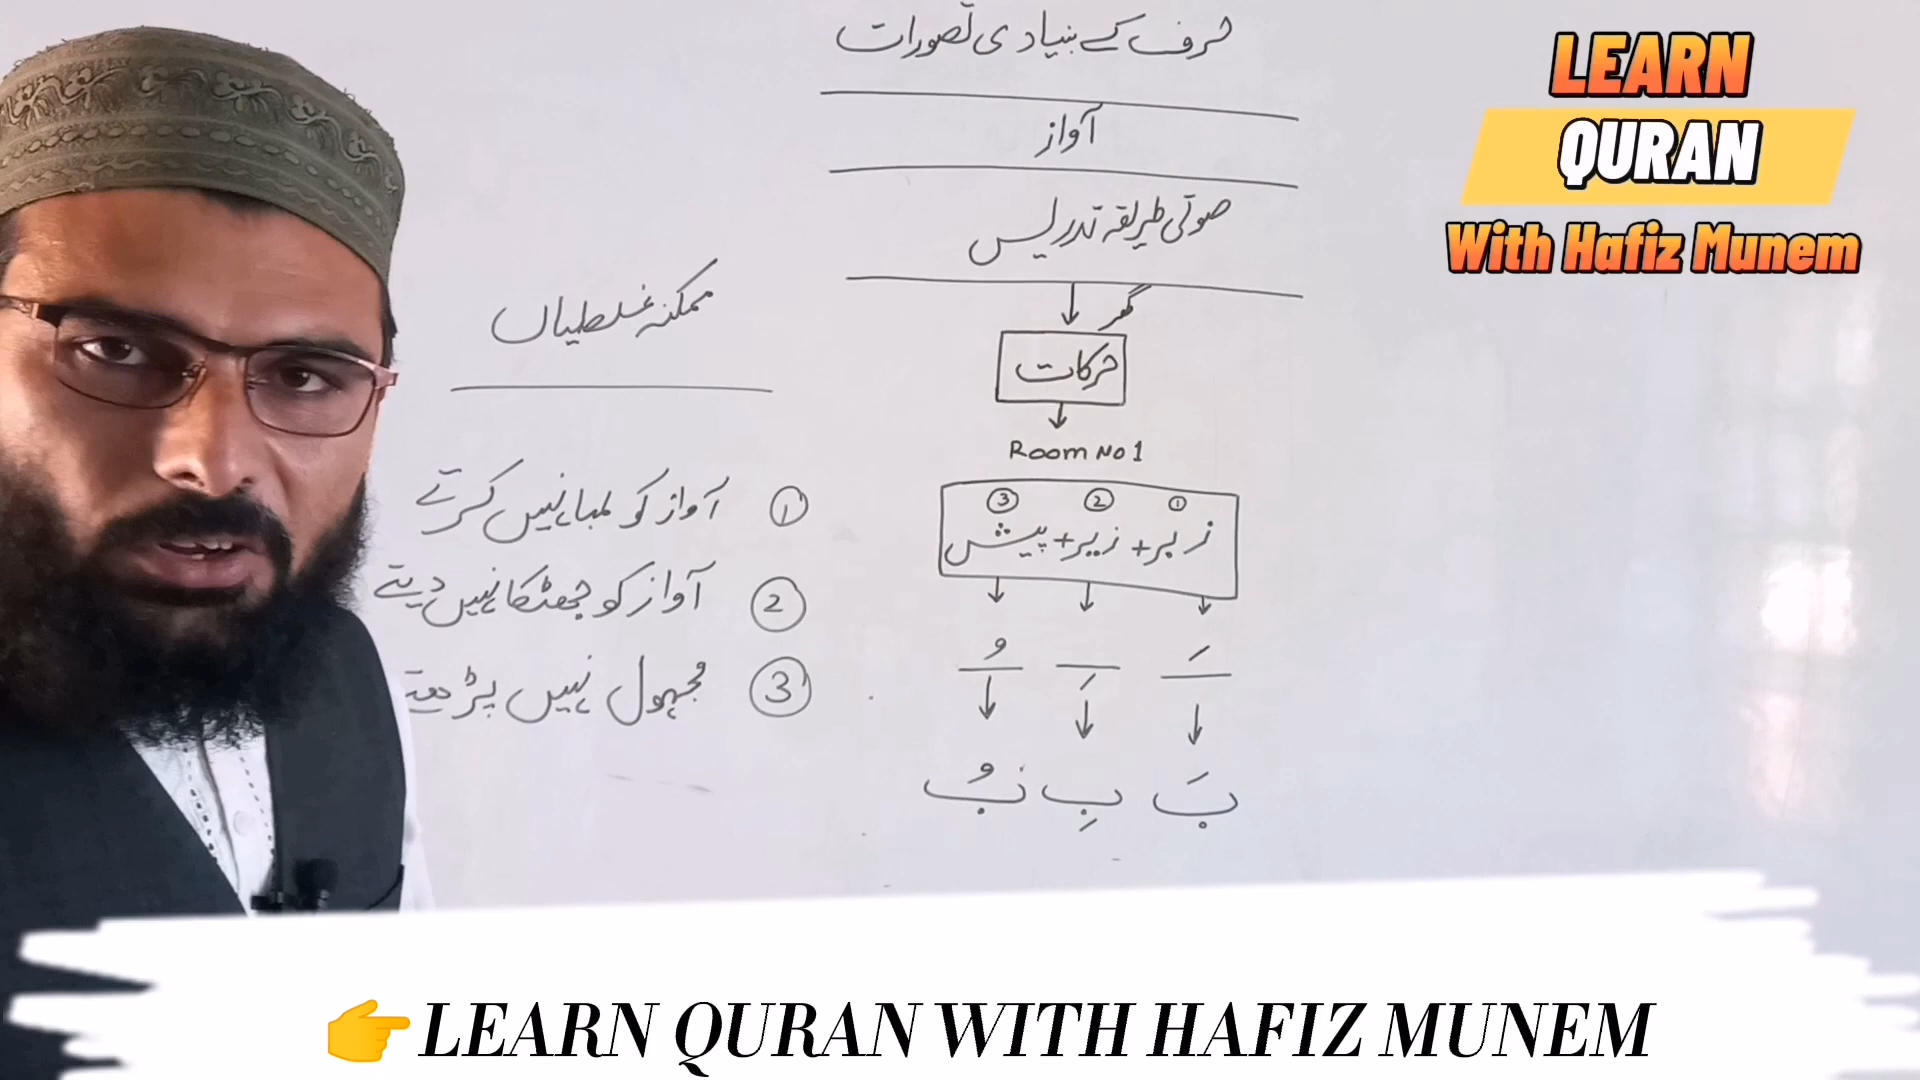 حرف کے بنیادی تصورات
آواز
صوتی طریقہ تدریس
گھر
حرکات
Room No 1
① ② ③
زبر + زیر + پیش
َ ِ ُ
بَ بِ بُ
ممکنہ غلطیاں
① آواز کو لمبا نہیں کرتے
② آواز کو جھٹکا نہیں دیتے
③ مجہول نہیں پڑھتے
LEARN
QURAN
With Hafiz Munem
👉LEARN QURAN WITH HAFIZ MUNEM